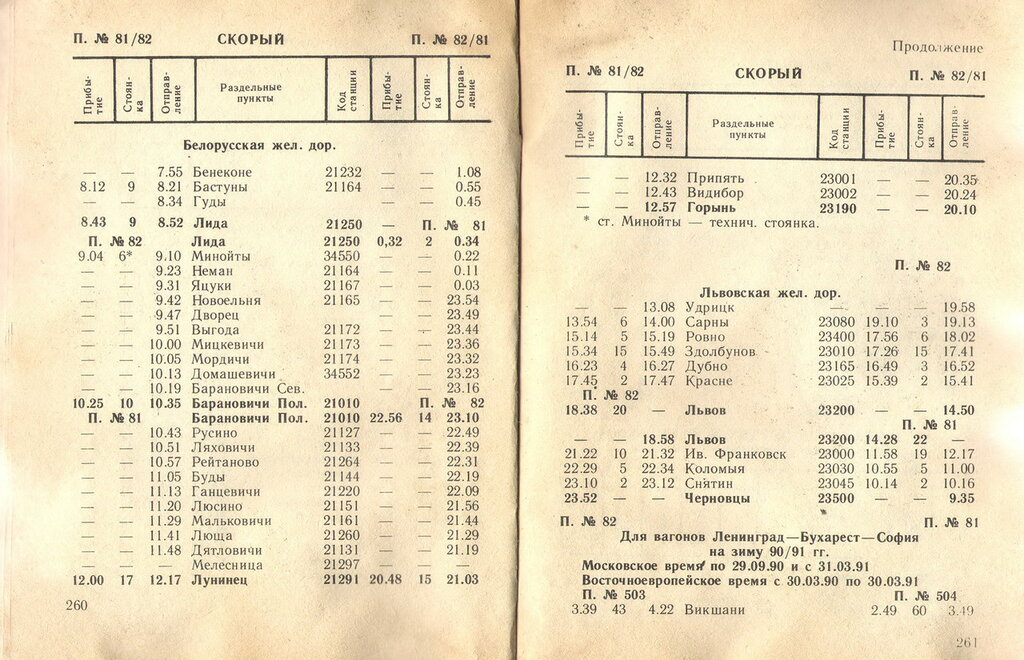 П. № 81/82 СКОРЫЙ П. № 82/81
Прибытие Стоянка Отправление Раздельные пункты Код станции Прибытие Стоянка Отправление
Белорусская жел. дор.
— — 7.55 Бенеконе 21232 — — 1.08
8.12 9 8.21 Бастуны 21164 — — 0.55
— — 8.34 Гуды — — 0.45
8.43 9 8.52 Лида 21250 — П. № 81
П. № 82 Лида 21250 0,32 2 0.34
9.04 6* 9.10 Минойты 34550 — — 0.22
— — 9.23 Неман 21164 — — 0.11
— — 9.31 Яцуки 21167 — — 0.03
— — 9.42 Новоельня 21165 — — 23.54
— — 9.47 Дворец — — 23.49
— — 9.51 Выгода 21172 — — 23.44
— — 10.00 Мицкевичи 21173 — — 23.36
— — 10.05 Мордичи 21174 — — 23.32
— — 10.13 Домашевичи 34552 — — 23.23
— — 10.19 Барановичи Сев. — — 23.16
10.25 10 10.35 Барановичи Пол. 21010 П. № 82
П. № 81 Барановичи Пол. 21010 22.56 14 23.10
— — 10.43 Русино 21127 — — 22.49
— — 10.51 Ляховичи 21133 — — 22.39
— — 10.57 Рейтаново 21264 — — 22.31
— — 11.05 Буды 21144 — — 22.19
— — 11.13 Ганцевичи 21220 — — 22.09
— — 11.20 Люсино 21151 — — 21.56
— — 11.29 Мальковичи 21161 — — 21.44
— — 11.41 Люща 21260 — — 21.29
— — 11.48 Дятловичи 21131 — — 21.19
— — — Мелесница 21297 — — —
12.00 17 12.17 Лунинец 21291 20.48 15 21.03
260
Продолжение
П. № 81/82 СКОРЫЙ П. № 82/81
Прибытие Стоянка Отправление Раздельные пункты Код станции Прибытие Стоянка Отправление
— — 12.32 Припять 23001 — — 20.35
— — 12.43 Видибор 23002 — — 20.24
— — 12.57 Горынь 23190 — — 20.10
* ст. Минойты — технич. стоянка.
П. № 82
Львовская жел. дор.
— — 13.08 Удрицк —. — — 19.58
13.54 6 14.00 Сарны 23080 19.10 3 19.13
15.14 5 15.19 Ровно 23400 17.56 6 18.02
15.34 15 15.49 Здолбунов 23010 17.26 15 17.41
16.23 4 16.27 Дубно 23165 16.49 3 16.52
17.45 2 17.47 Красне 23025 15.39 2 15.41
П. № 82
18.38 20 — Львов 23200 — — 14.50
П. № 81
— — 18.58 Львов 23200 14.28 22 —
21.22 10 21.32 Ив. Франковск 23000 11.58 19 12.17
22.29 5 22.34 Коломыя 23030 10.55 5 11.00
23.10 2 23.12 Снятин 23045 10.14 2 10.16
23.52 — — Черновцы 23500 — — 9.35
П. № 82 П. № 81
Для вагонов Ленинград—Бухарест—София
на зиму 90/91 гг.
Московское время по 29.09.90 и с 31.03.91
Восточноевропейское время с 30.03.90 по 30.03.91
П. № 503 П. № 504
3.39 43 4.22 Викшани 2.49 60 3.49
261